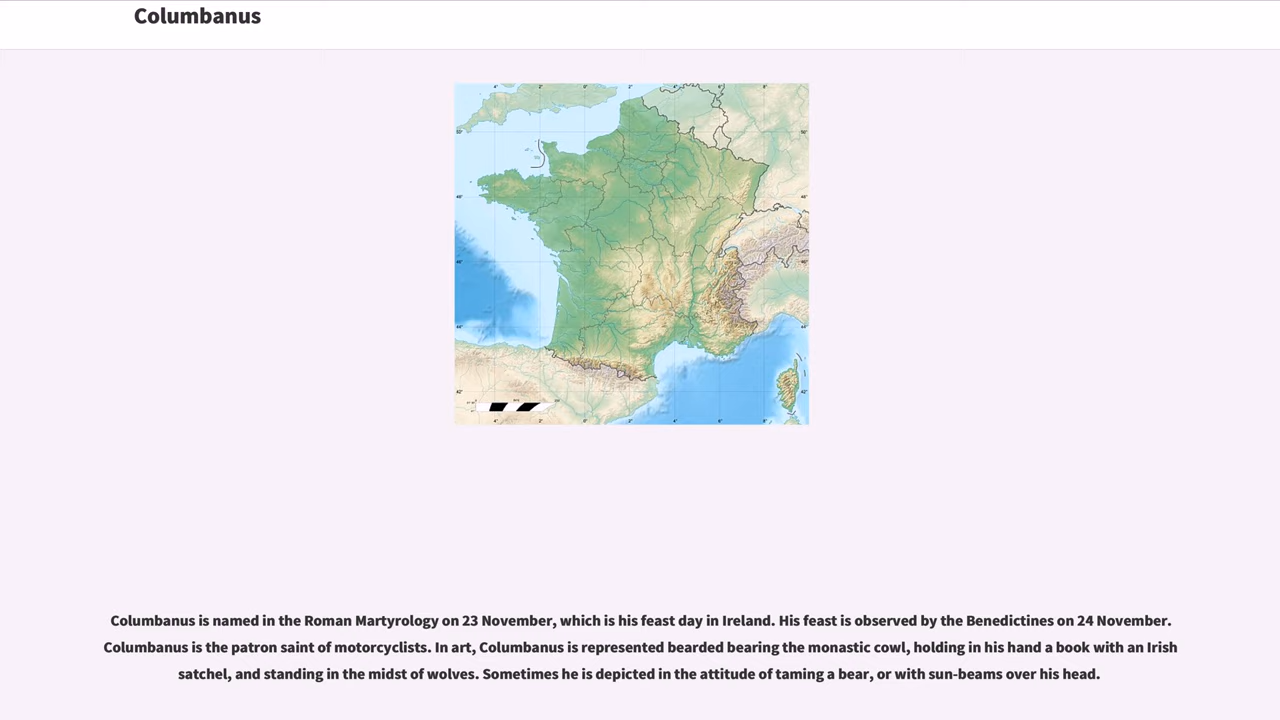 Columbanus
Columbanus is named in the Roman Martyrology on 23 November, which is his feast day in Ireland. His feast is observed by the Benedictines on 24 November.
Columbanus is the patron saint of motorcyclists. In art, Columbanus is represented bearded bearing the monastic cowl, holding in his hand a book with an Irish
satchel, and standing in the midst of wolves. Sometimes he is depicted in the attitude of taming a bear, or with sun-beams over his head.